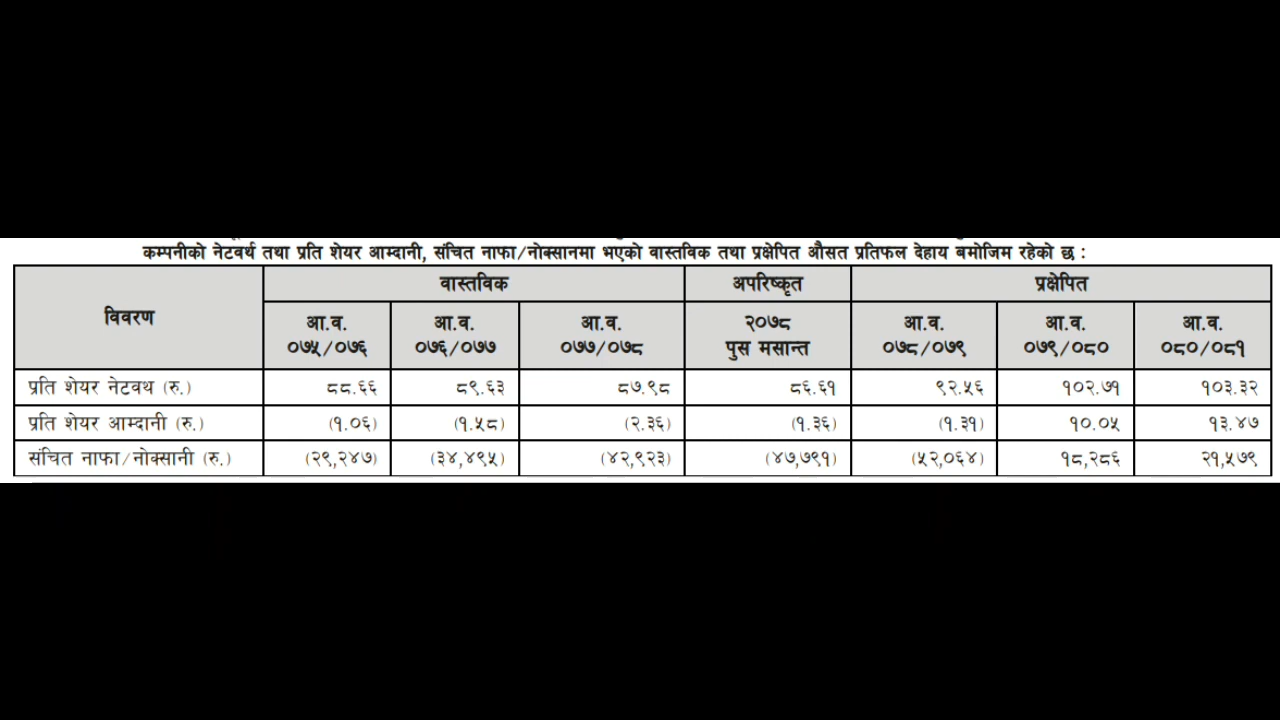 कम्पनीको नेटवर्थ तथा प्रति शेयर आम्दानी, संचित नाफा/नोक्सानमा भएको वास्तविक तथा प्रक्षेपित औसत प्रतिफल देहाय बमोजिम रहेको छ :
विवरण वास्तविक अपरिष्कृत प्रक्षेपित
आ.व. ०७५/०७६ आ.व. ०७६/०७७ आ.व. ०७७/०७८ २०७८ पुस मसान्त आ.व. ०७८/०७९ आ.व. ०७९/०८० आ.व. ०८०/०८१
प्रति शेयर नेटवथ (रु.) ८८.६६ ८९.६३ ८७.९८ ८६.६१ ९२.५६ १०२.७१ १०३.३२
प्रति शेयर आम्दानी (रु.) (१.०६) (१.५८) (२.३६) (१.३६) (१.३१) १०.०५ १३.४७
संचित नाफा/नोक्सानी (रु.) (२९,२४७) (३४,४९५) (४२,९२३) (४७,७९१) (५२,०६४) १८,२८६ २१,५७९